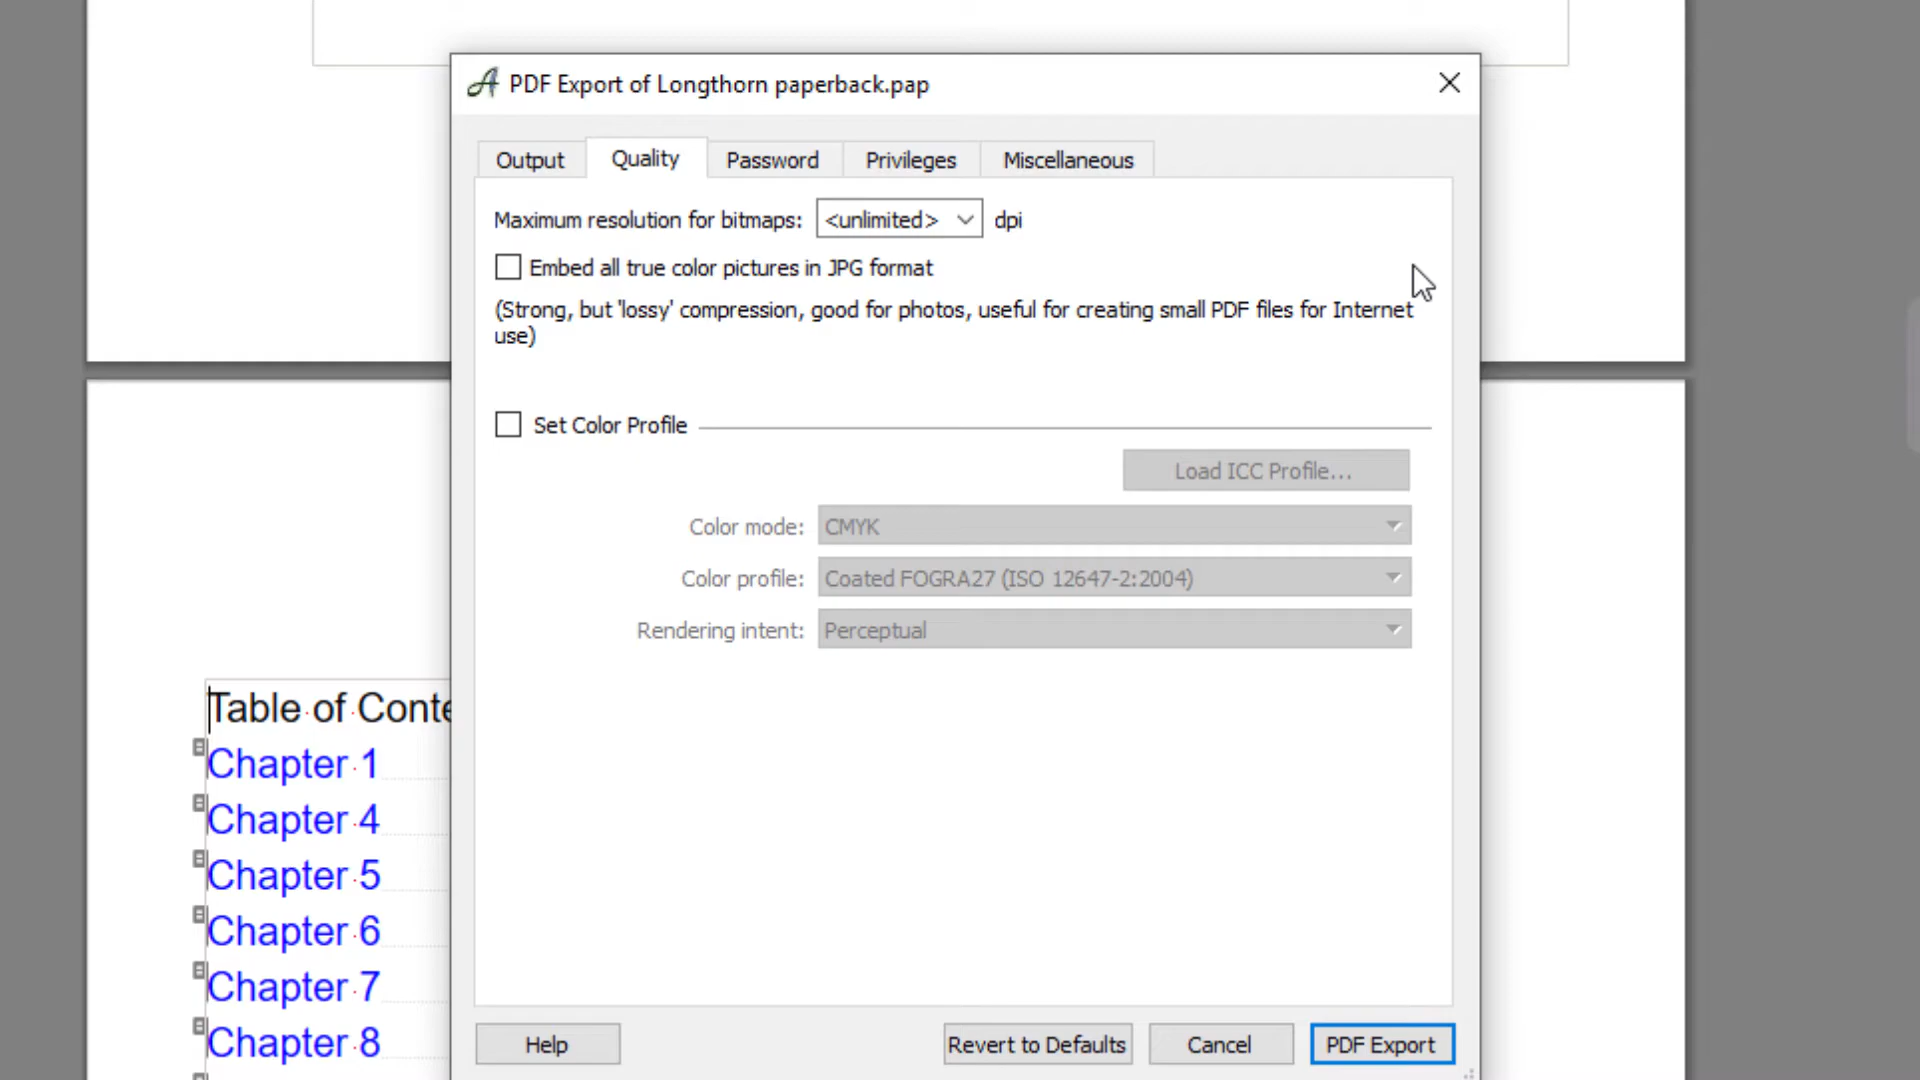 PDF Export of Longthorn paperback.pap
Output Quality Password Privileges Miscellaneous
Maximum resolution for bitmaps: <unlimited> dpi
Embed all true color pictures in JPG format
(Strong, but 'lossy' compression, good for photos, useful for creating small PDF files for Internet
use)
Set Color Profile
Load ICC Profile...
Color mode: CMYK
Color profile: Coated FOGRA27 (ISO 12647-2:2004)
Rendering intent: Perceptual
Help Revert to Defaults Cancel PDF Export
Table of Conte
Chapter 1
Chapter 4
Chapter 5
Chapter 6
Chapter 7
Chapter 8